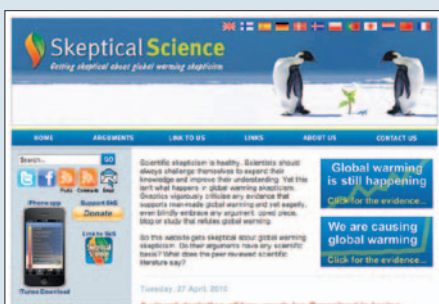 Skeptical Science
Getting skeptical about global warming skepticism
HOME ARGUMENTS LINK TO US LINKS ABOUT US CONTACT US
Search... GO
Posts Comments Email
iPhone app
Support SkS
Donate
Link to SkS
iTunes Download
Scientific skepticism is healthy. Scientists should
always challenge themselves to expand their
knowledge and improve their understanding. Yet this
isn't what happens in global warming skepticism.
Skeptics vigorously criticise any evidence that
supports man-made global warming and yet eagerly,
even blindly embrace any argument, op-ed piece,
blog or study that refutes global warming.
So this website gets skeptical about global warming
skepticism. Do their arguments have any scientific
basis? What does the peer reviewed scientific
literature say?
Global warming
is still happening
Click for the evidence...
We are causing
global warming
Click for the evidence...
Tuesday, 27 April, 2010